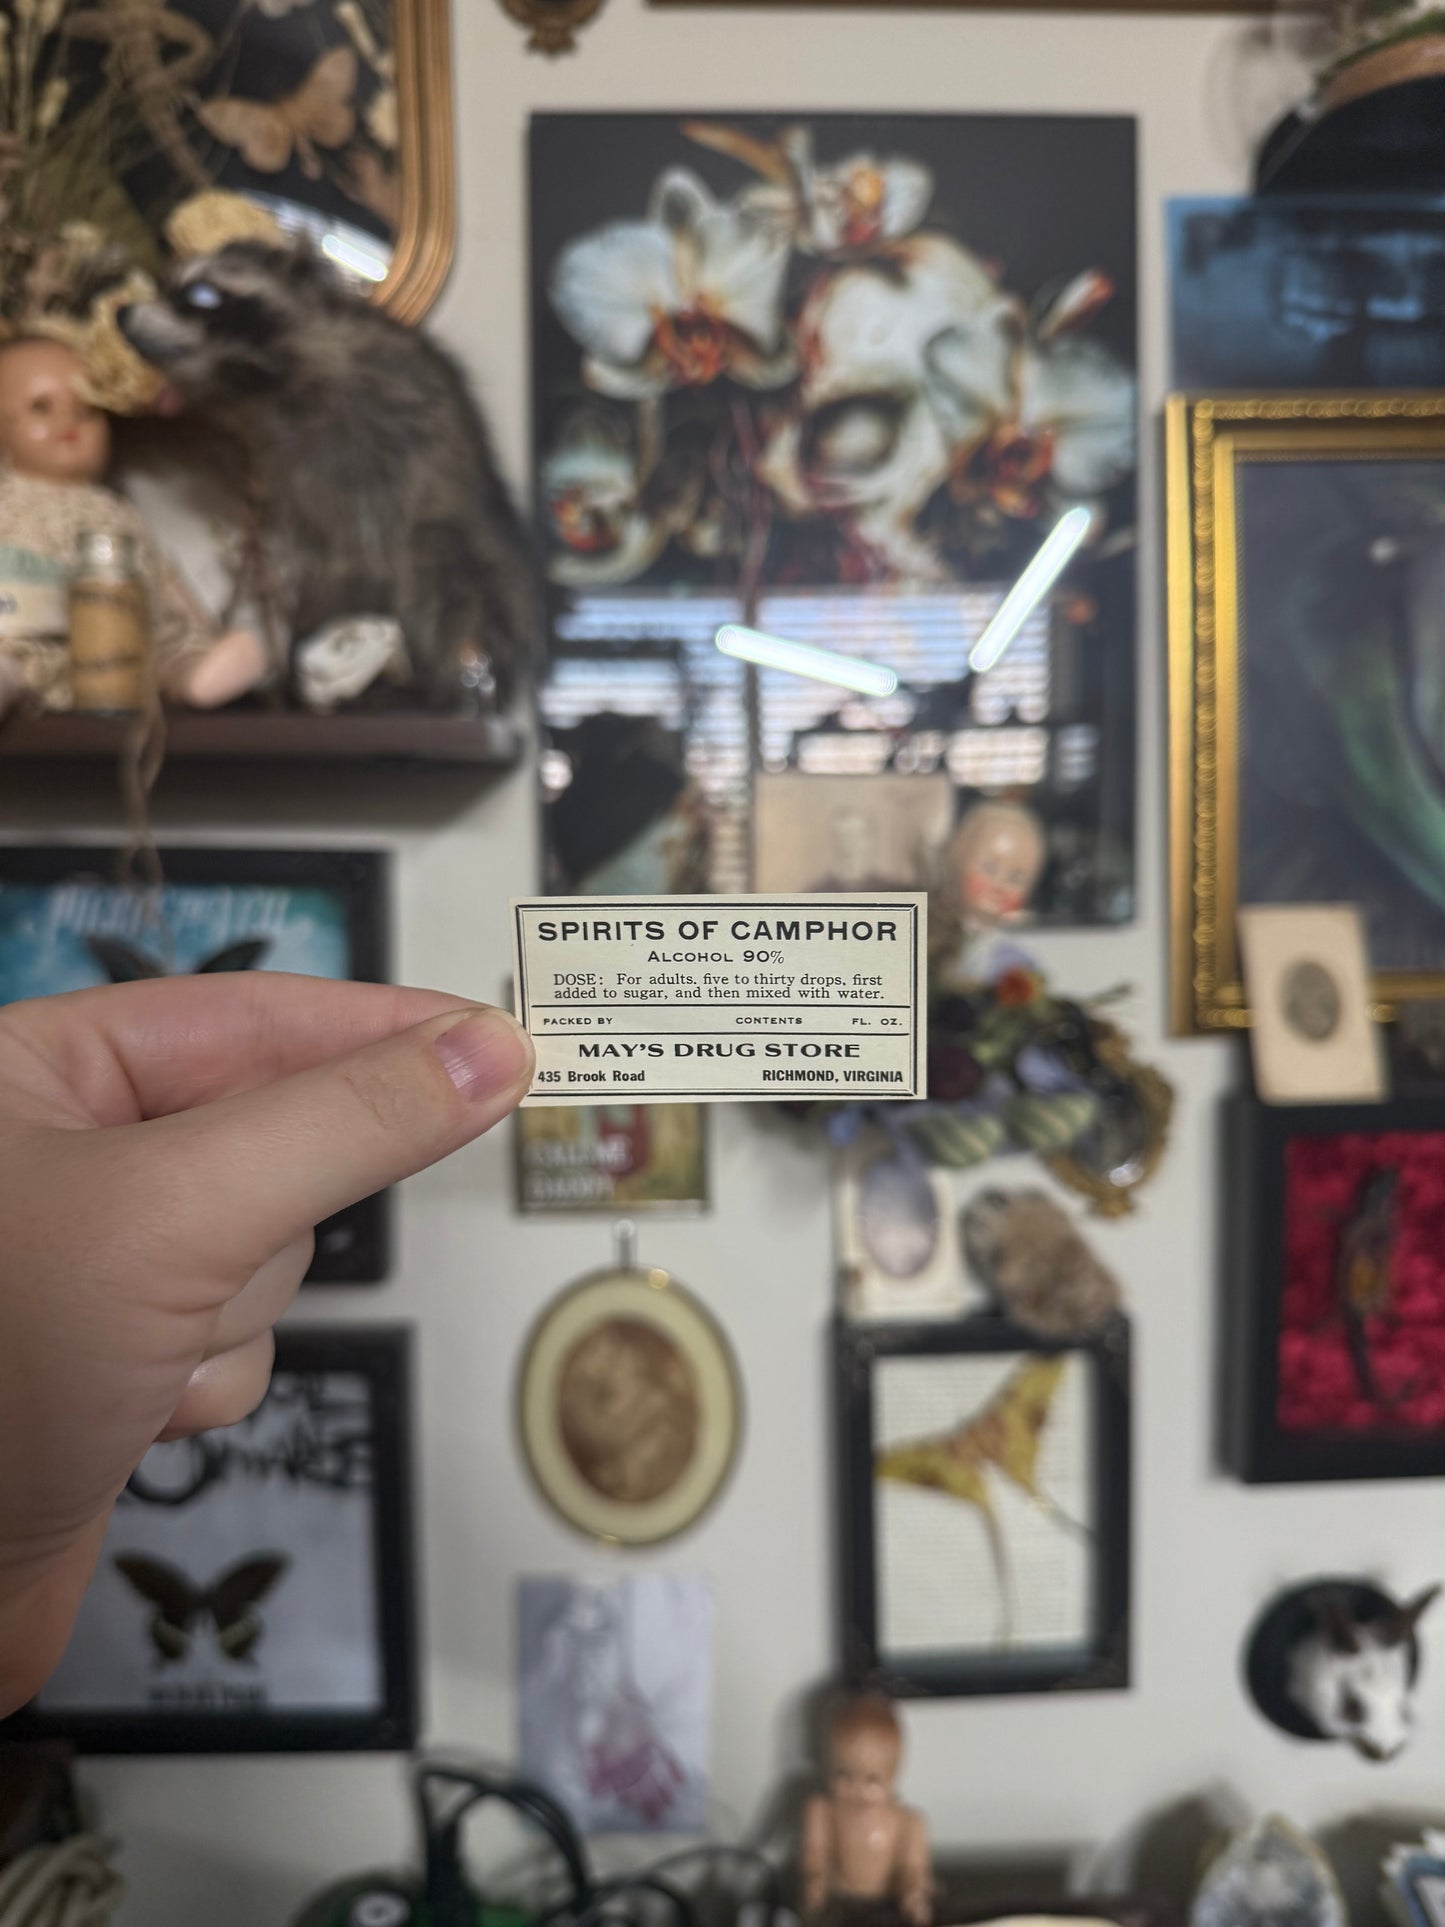 SPIRITS OF CAMPHOR
ALCOHOL 90%
DOSE: For adults, five to thirty drops, first
added to sugar, and then mixed with water.
PACKED BY CONTENTS FL. OZ.
MAY'S DRUG STORE
435 Brook Road RICHMOND, VIRGINIA